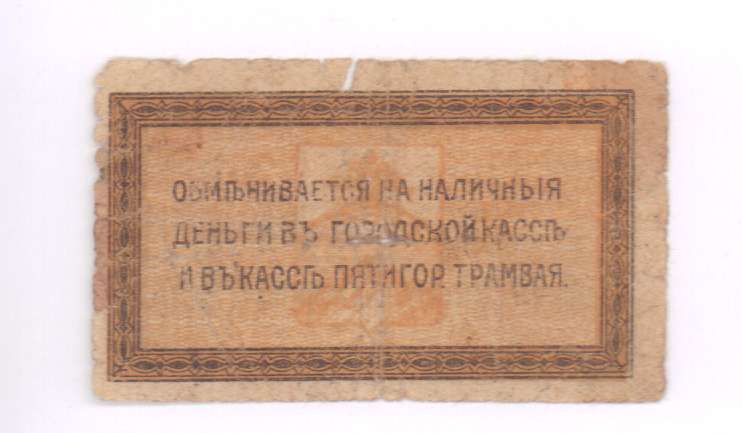 ОБМѢНИВАЕТСЯ НА НАЛИЧНЫЯ
ДЕНЬГИ ВЪ ГОРОДСКОЙ КАССѢ
И ВЪ КАССѢ ПЯТИГОР. ТРАМВАЯ.